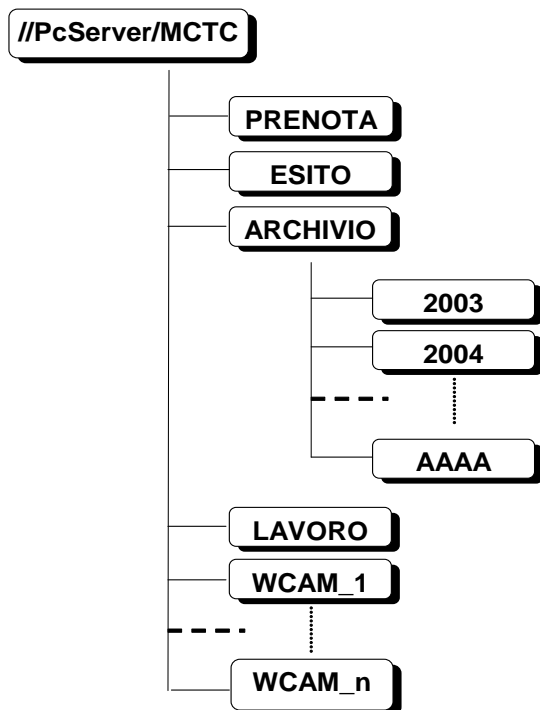 //PcServer/MCTC
PRENOTA
ESITO
ARCHIVIO
2003
2004
AAAA
LAVORO
WCAM_1
WCAM_n